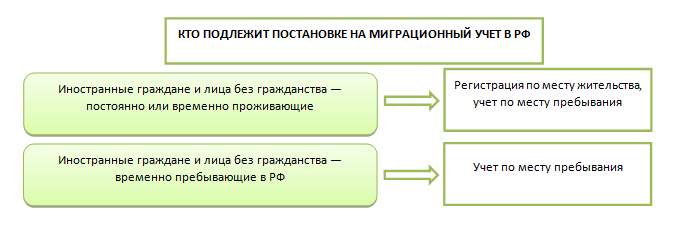 КТО ПОДЛЕЖИТ ПОСТАНОВКЕ НА МИГРАЦИОННЫЙ УЧЕТ В РФ
Иностранные граждане и лица без гражданства —
постоянно или временно проживающие
Регистрация по месту жительства,
учет по месту пребывания
Иностранные граждане и лица без гражданства —
временно пребывающие в РФ
Учет по месту пребывания